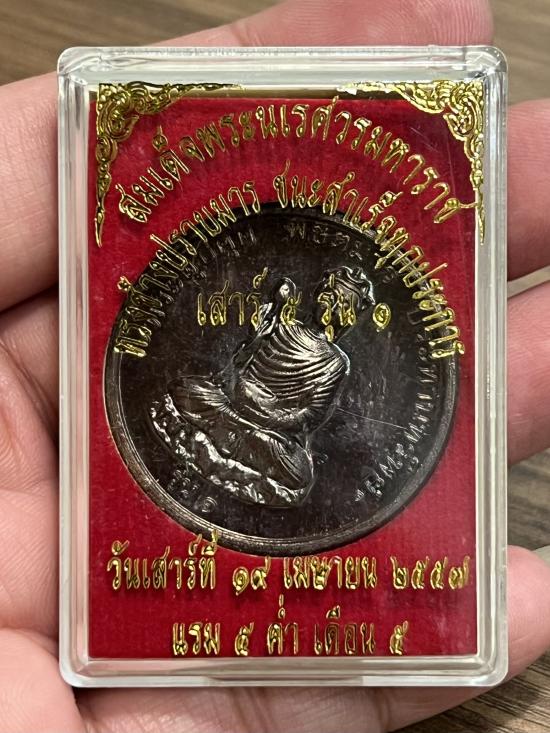 สมเด็จพระนเรศวรมหาราช
ทรงช้างปราบมาร ชนะสำเร็จทุกประการ
เสาร์ ๕ รุ่น ๑
รุ่น ๑
วันเสาร์ที่ ๑๙ เมษายน ๒๕๕๗
แรม ๕ ค่ำ เดือน ๕